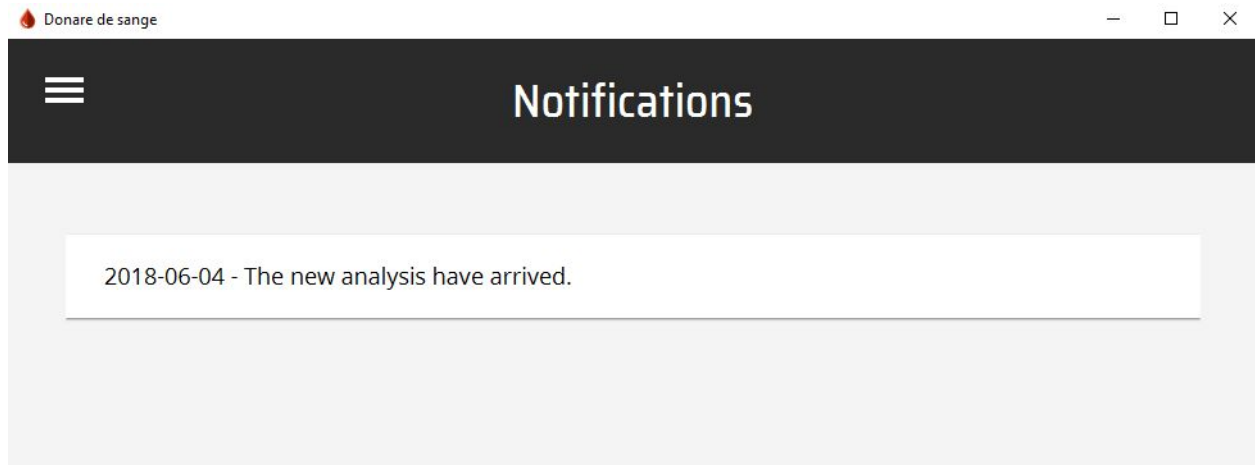 Donare de sange
Notifications
2018-06-04 - The new analysis have arrived.